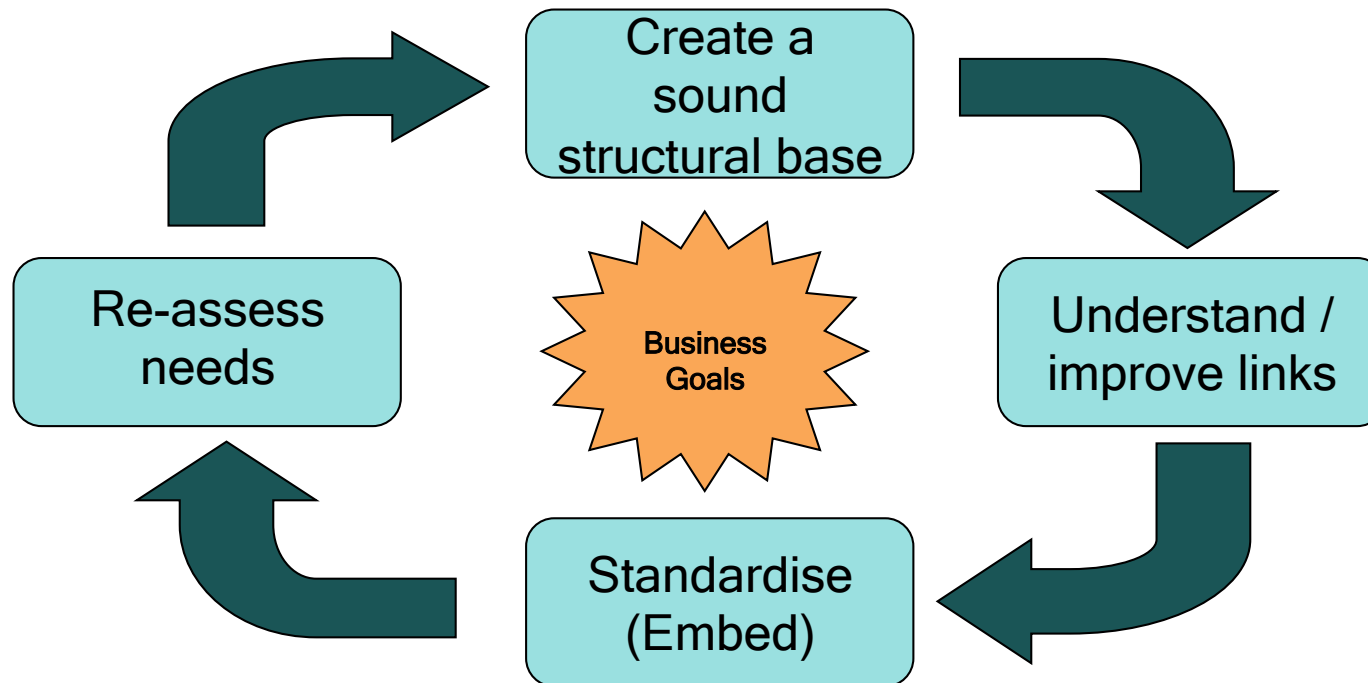 Create a
sound
structural base
Re-assess
needs
Business
Goals
Understand /
improve links
Standardise
(Embed)